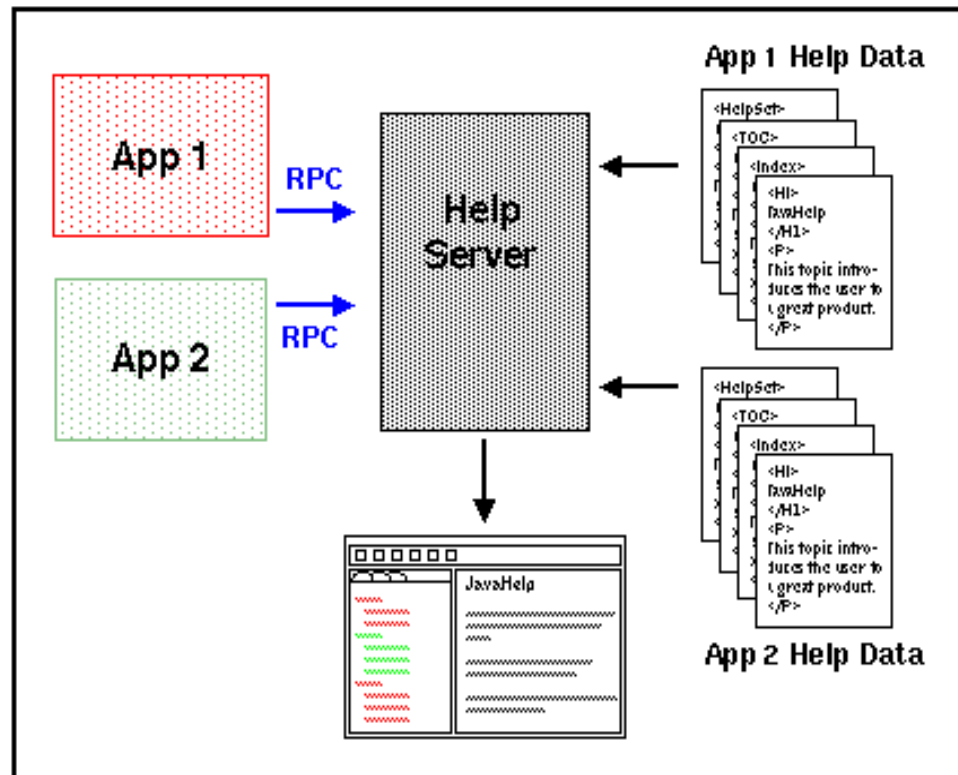 App 1 Help Data
App 1
RPC
Help
Server
<HelpSet>
<TOC>
<Index>
<H1>
JavaHelp
</H1>
<P>
This topic intro-
duces the user to
a great product.
</P>
RPC
App 2
<HelpSet>
<TOC>
<Index>
<H1>
JavaHelp
</H1>
<P>
This topic intro-
duces the user to
a great product.
</P>
App 2 Help Data
JavaHelp